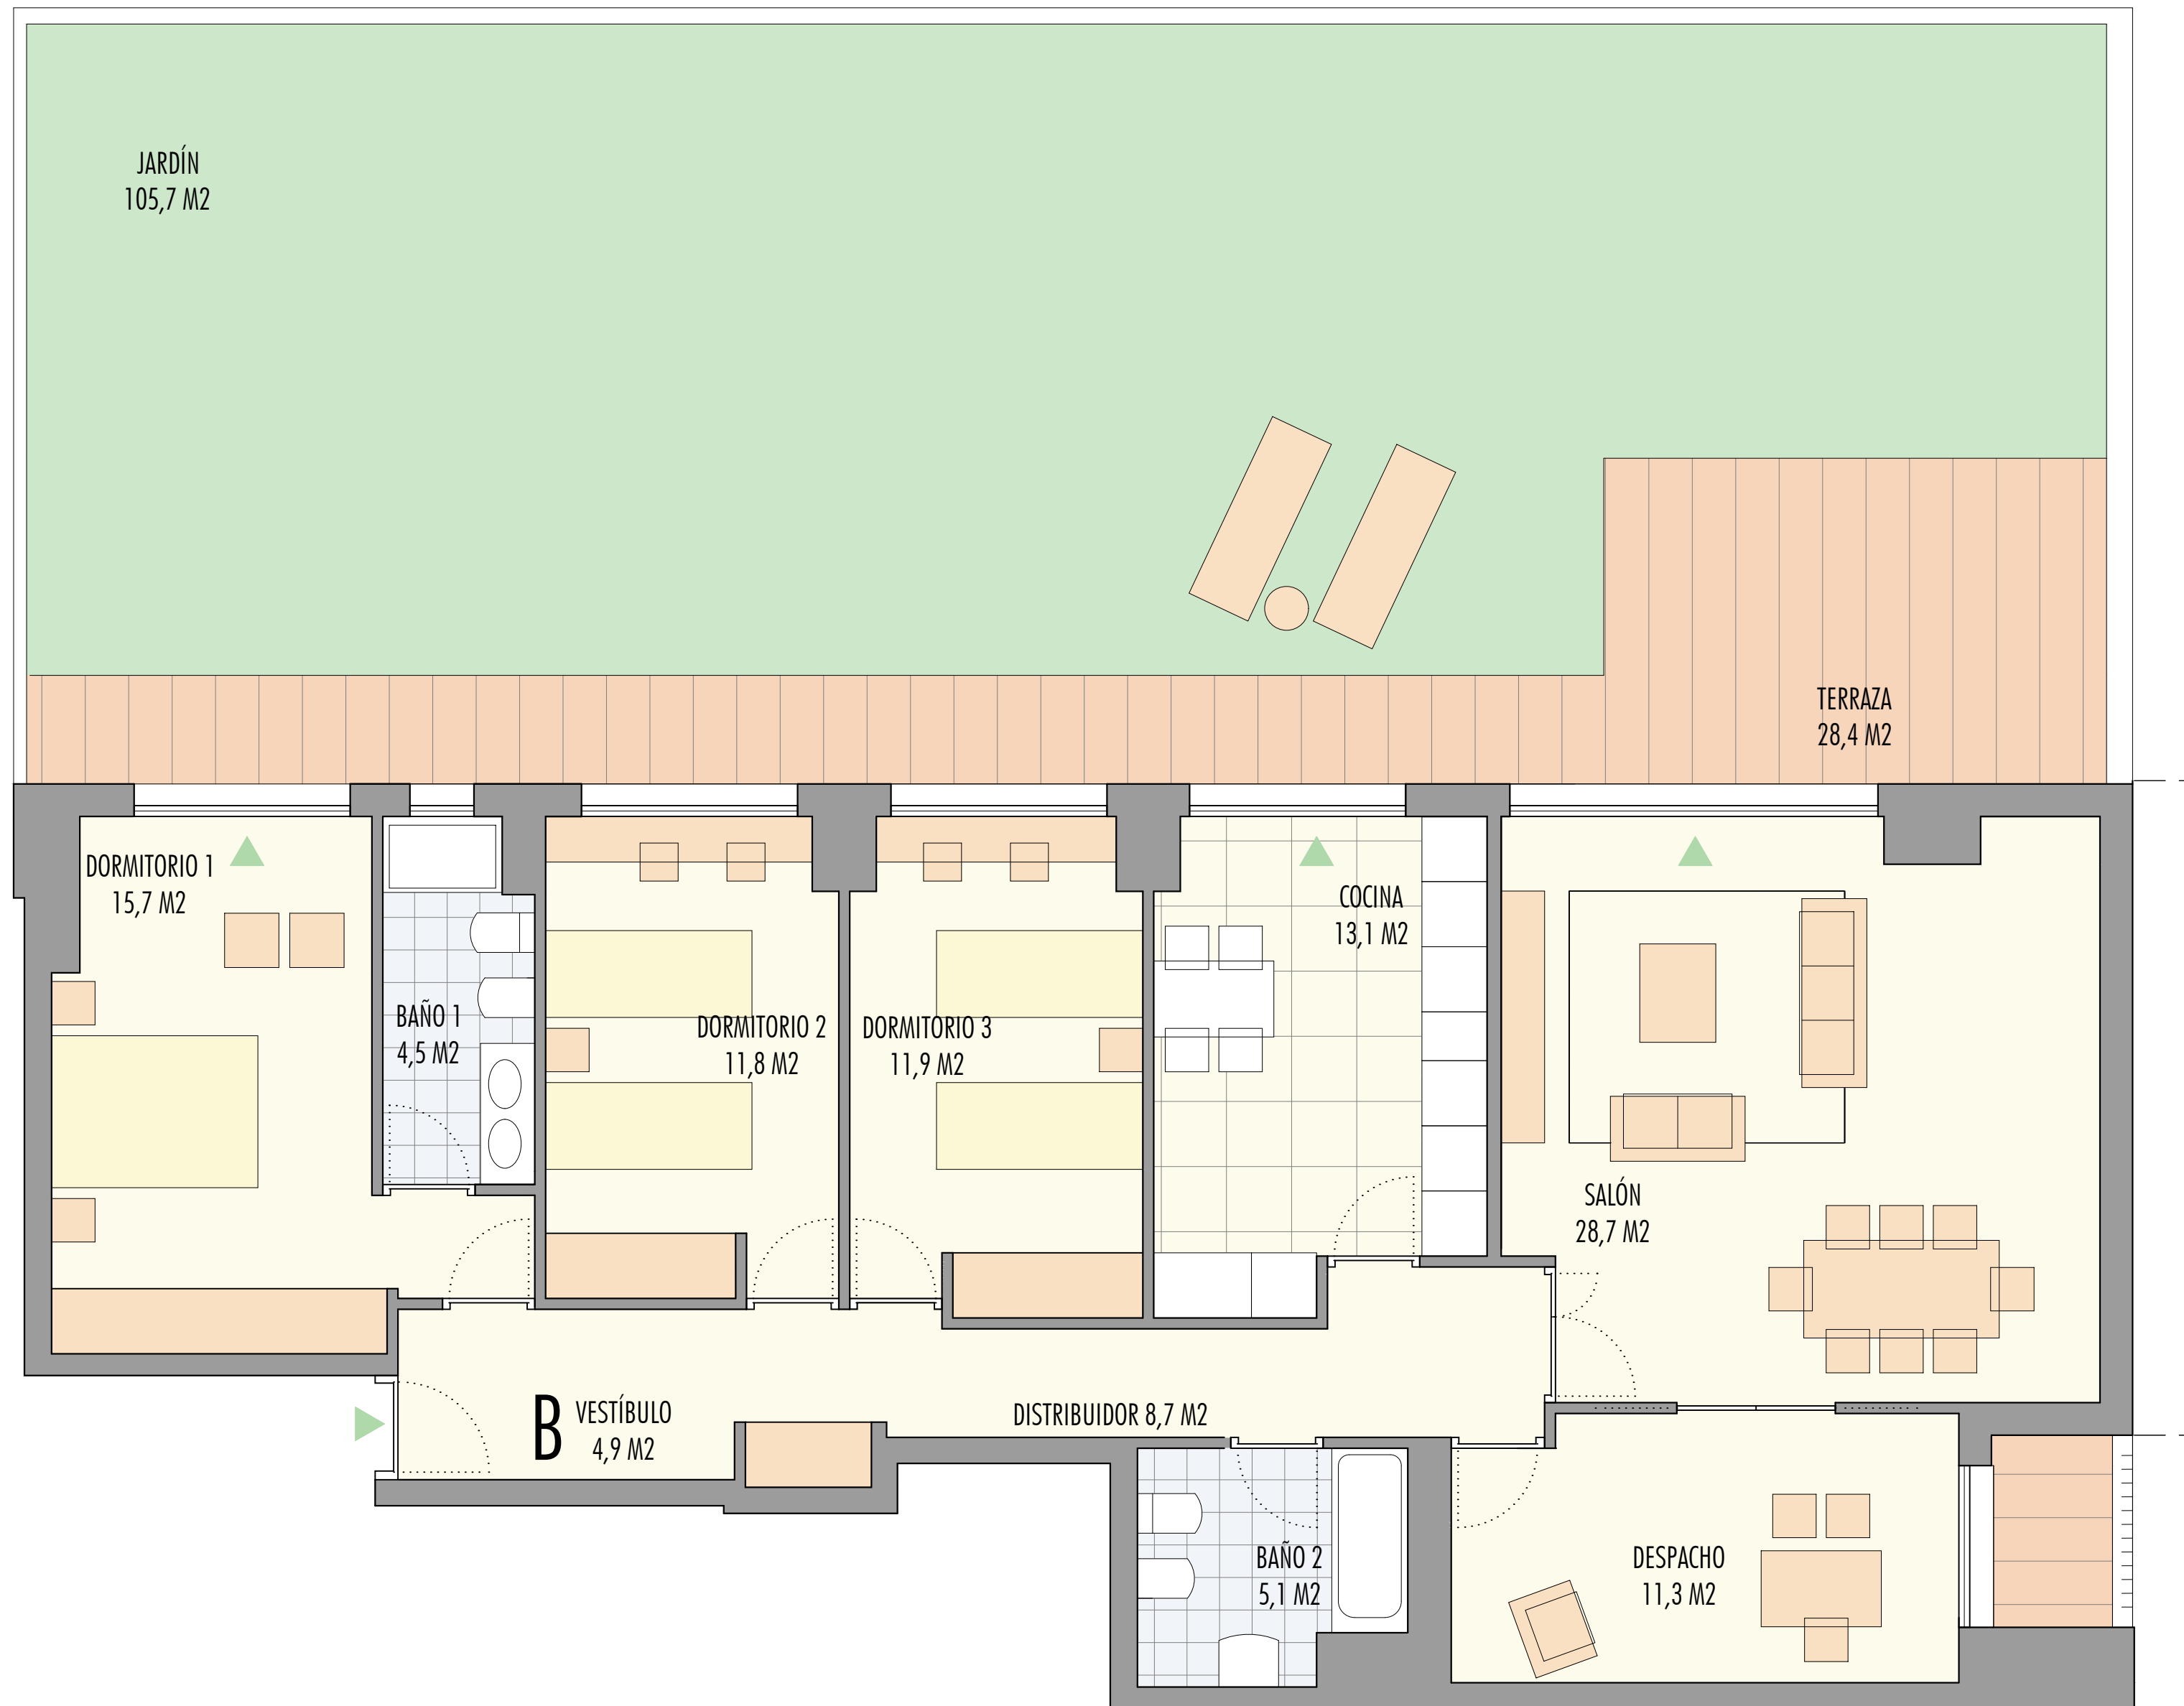 JARDÍN
105,7 M2
TERRAZA
28,4 M2
DORMITORIO 1
15,7 M2
BAÑO 1
4,5 M2
DORMITORIO 2
11,8 M2
DORMITORIO 3
11,9 M2
COCINA
13,1 M2
SALÓN
28,7 M2
B
VESTÍBULO
4,9 M2
DISTRIBUIDOR 8,7 M2
BAÑO 2
5,1 M2
DESPACHO
11,3 M2